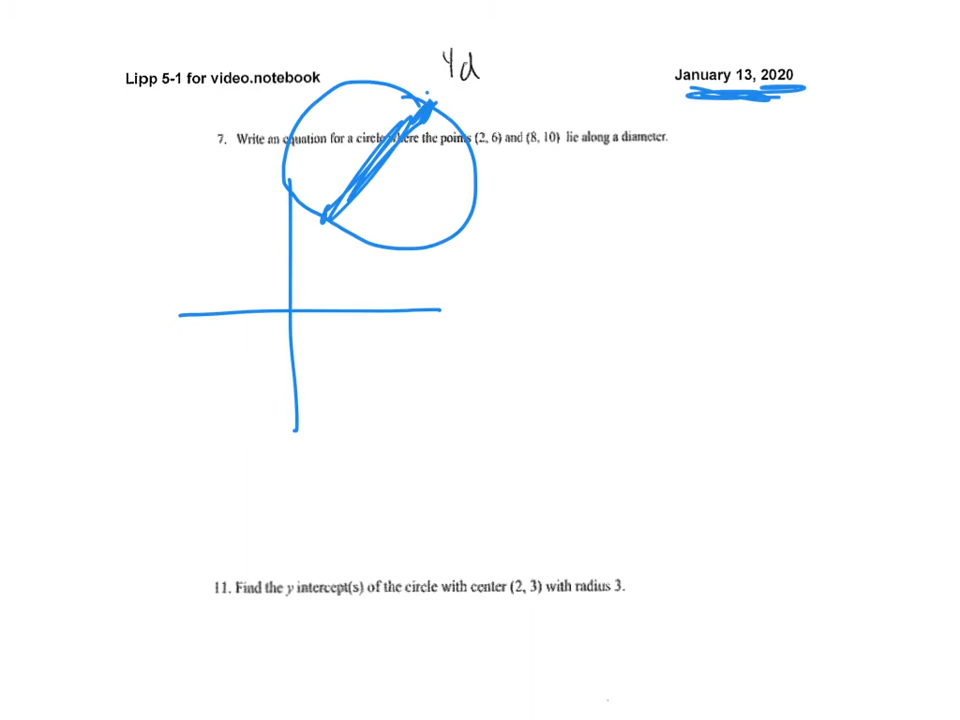 4d
Lipp 5-1 for video.notebook
January 13, 2020
7. Write an equation for a circle where the points (2, 6) and (8, 10) lie along a diameter.
11. Find the y intercept(s) of the circle with center (2, 3) with radius 3.